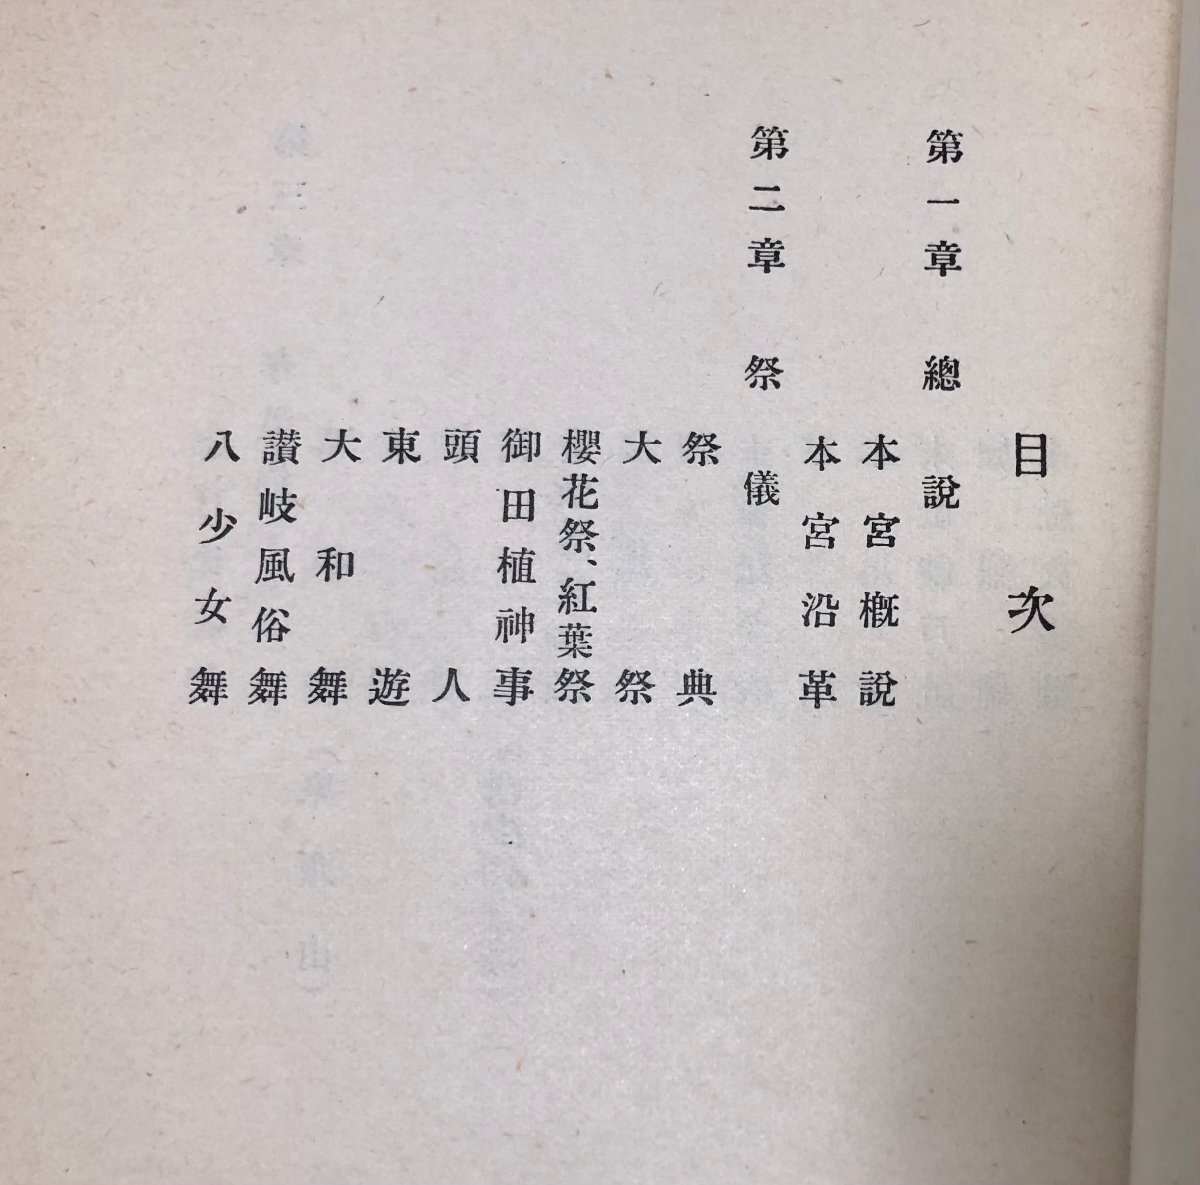 目次
第一章 總說
本宮概說
本宮沿革
第二章 祭儀
祭典
大祭
櫻花祭、紅葉祭
御田植神事
頭人
東遊
大和舞
讃岐風俗舞
八少女舞